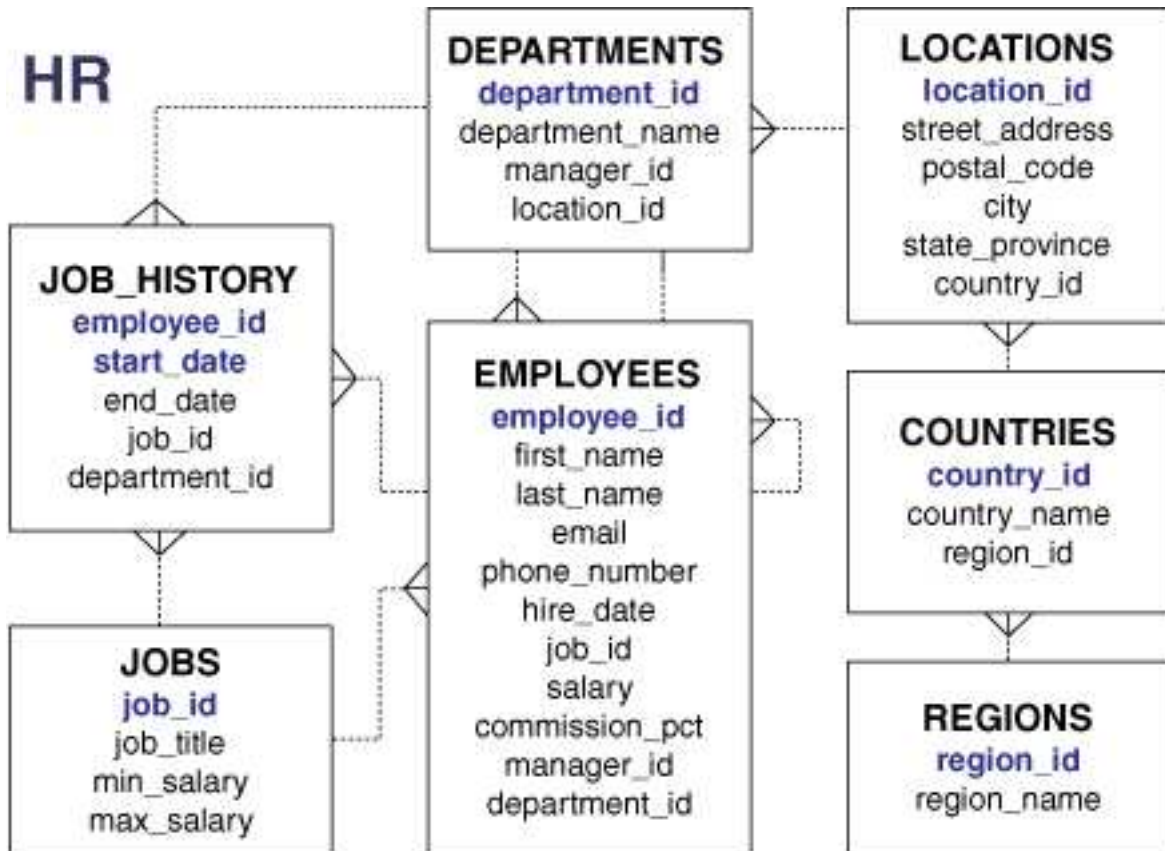 HR
DEPARTMENTS
department_id
department_name
manager_id
location_id
LOCATIONS
location_id
street_address
postal_code
city
state_province
country_id
JOB_HISTORY
employee_id
start_date
end_date
job_id
department_id
EMPLOYEES
employee_id
first_name
last_name
email
phone_number
hire_date
job_id
salary
commission_pct
manager_id
department_id
COUNTRIES
country_id
country_name
region_id
JOBS
job_id
job_title
min_salary
max_salary
REGIONS
region_id
region_name